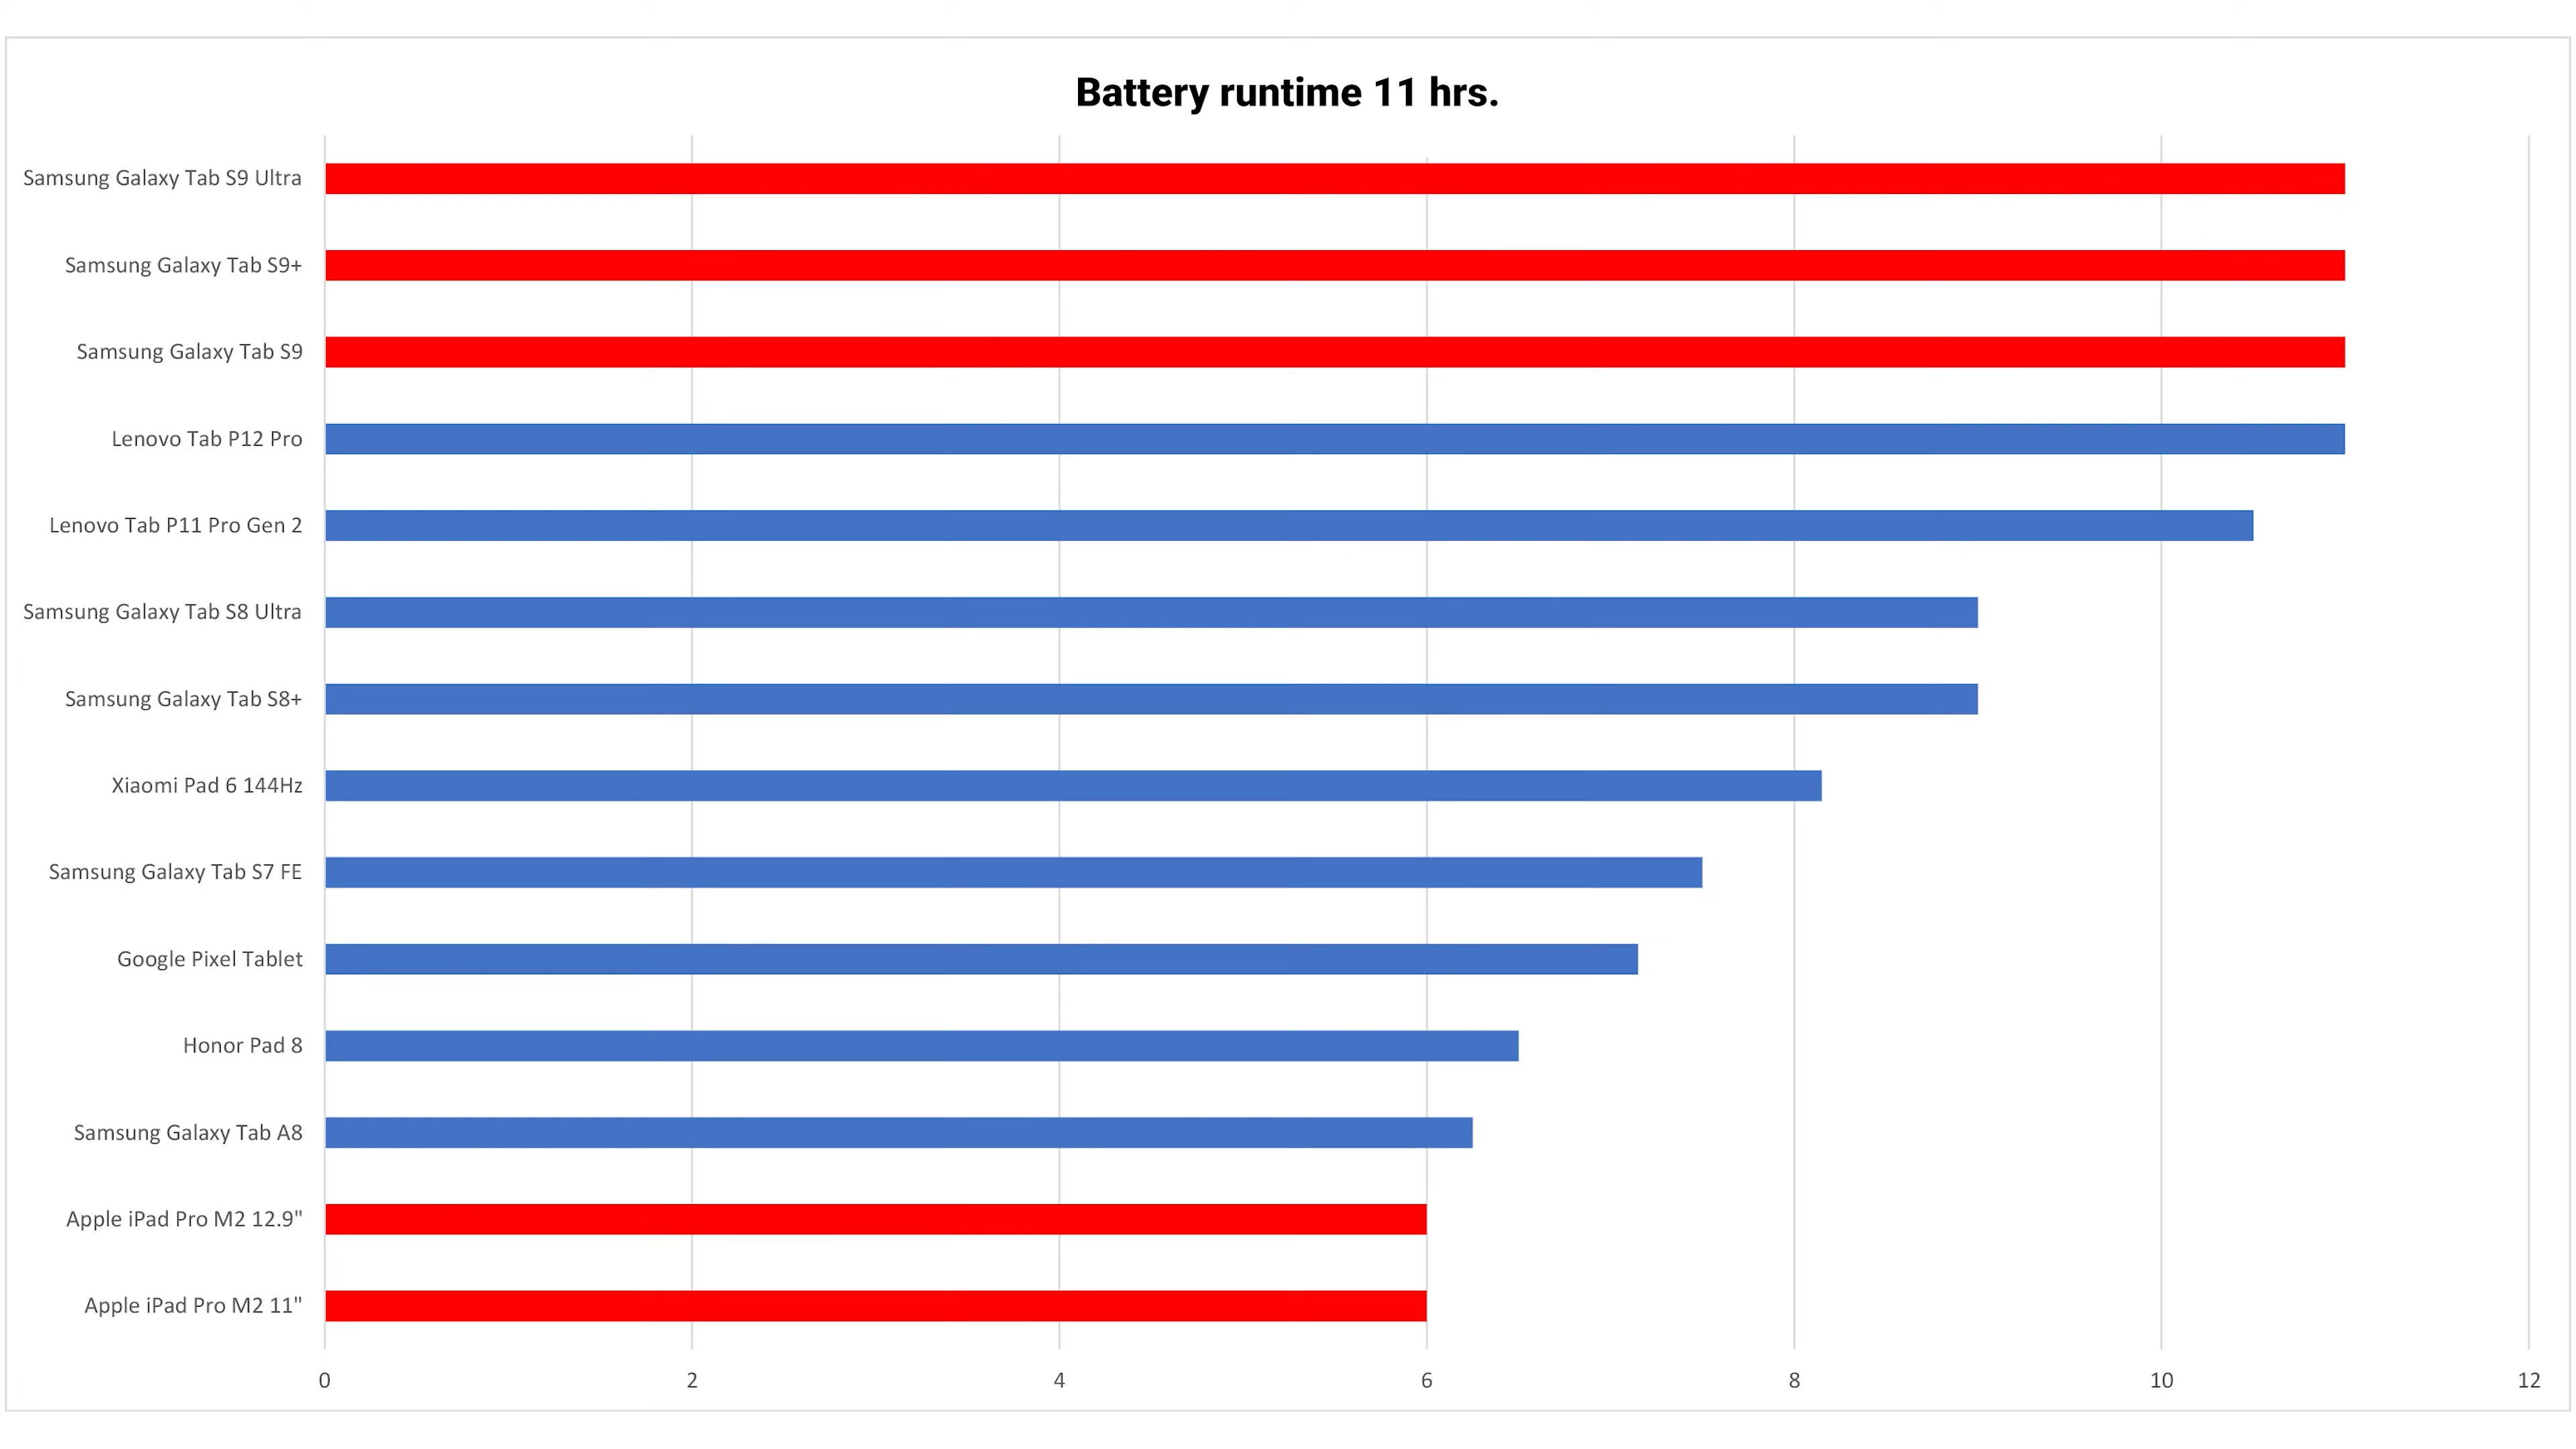 Battery runtime 11 hrs.
Samsung Galaxy Tab S9 Ultra
Samsung Galaxy Tab S9+
Samsung Galaxy Tab S9
Lenovo Tab P12 Pro
Lenovo Tab P11 Pro Gen 2
Samsung Galaxy Tab S8 Ultra
Samsung Galaxy Tab S8+
Xiaomi Pad 6 144Hz
Samsung Galaxy Tab S7 FE
Google Pixel Tablet
Honor Pad 8
Samsung Galaxy Tab A8
Apple iPad Pro M2 12.9"
Apple iPad Pro M2 11"
0 2 4 6 8 10 12